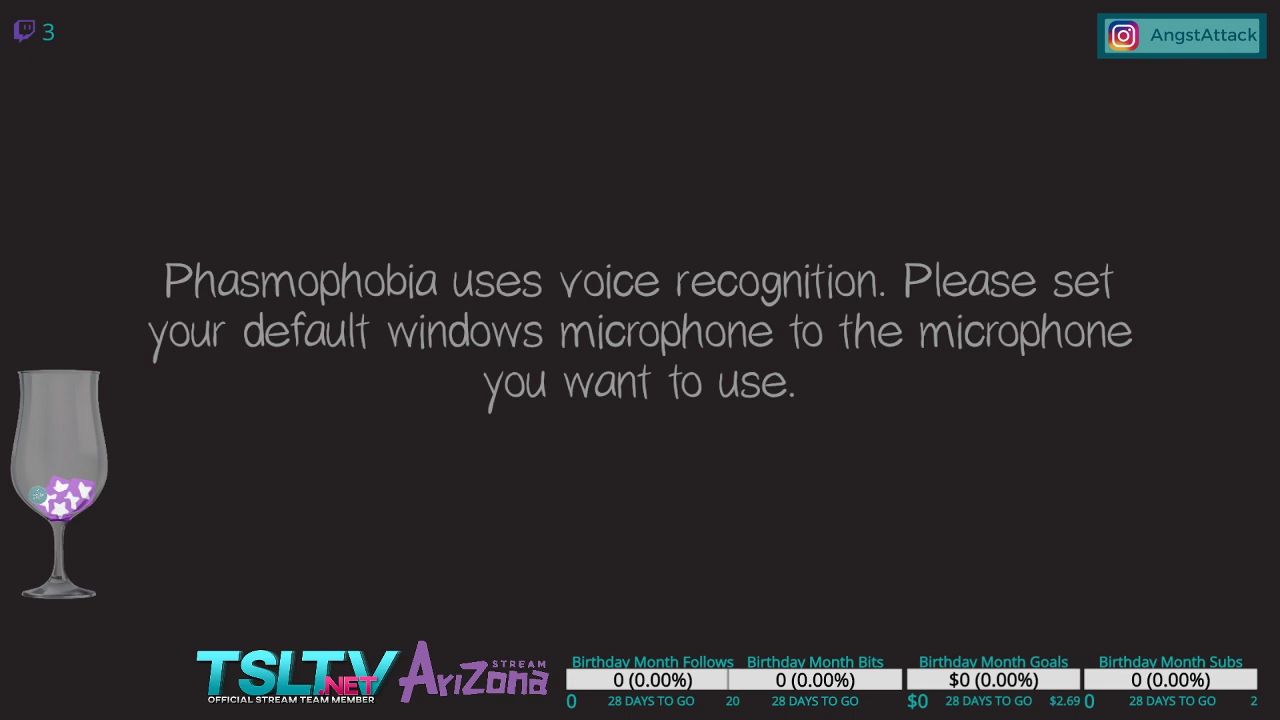 3
AngstAttack
Phasmophobia uses voice recognition. Please set
your default windows microphone to the microphone
you want to use.
TSLTV
.NET
OFFICIAL STREAM TEAM MEMBER
STREAM
Arizona
Birthday Month Follows
0 (0.00%)
0 28 DAYS TO GO 20
Birthday Month Bits
0 (0.00%)
28 DAYS TO GO
Birthday Month Goals
$0 (0.00%)
$0 28 DAYS TO GO $2.69
Birthday Month Subs
0 (0.00%)
0 28 DAYS TO GO 2